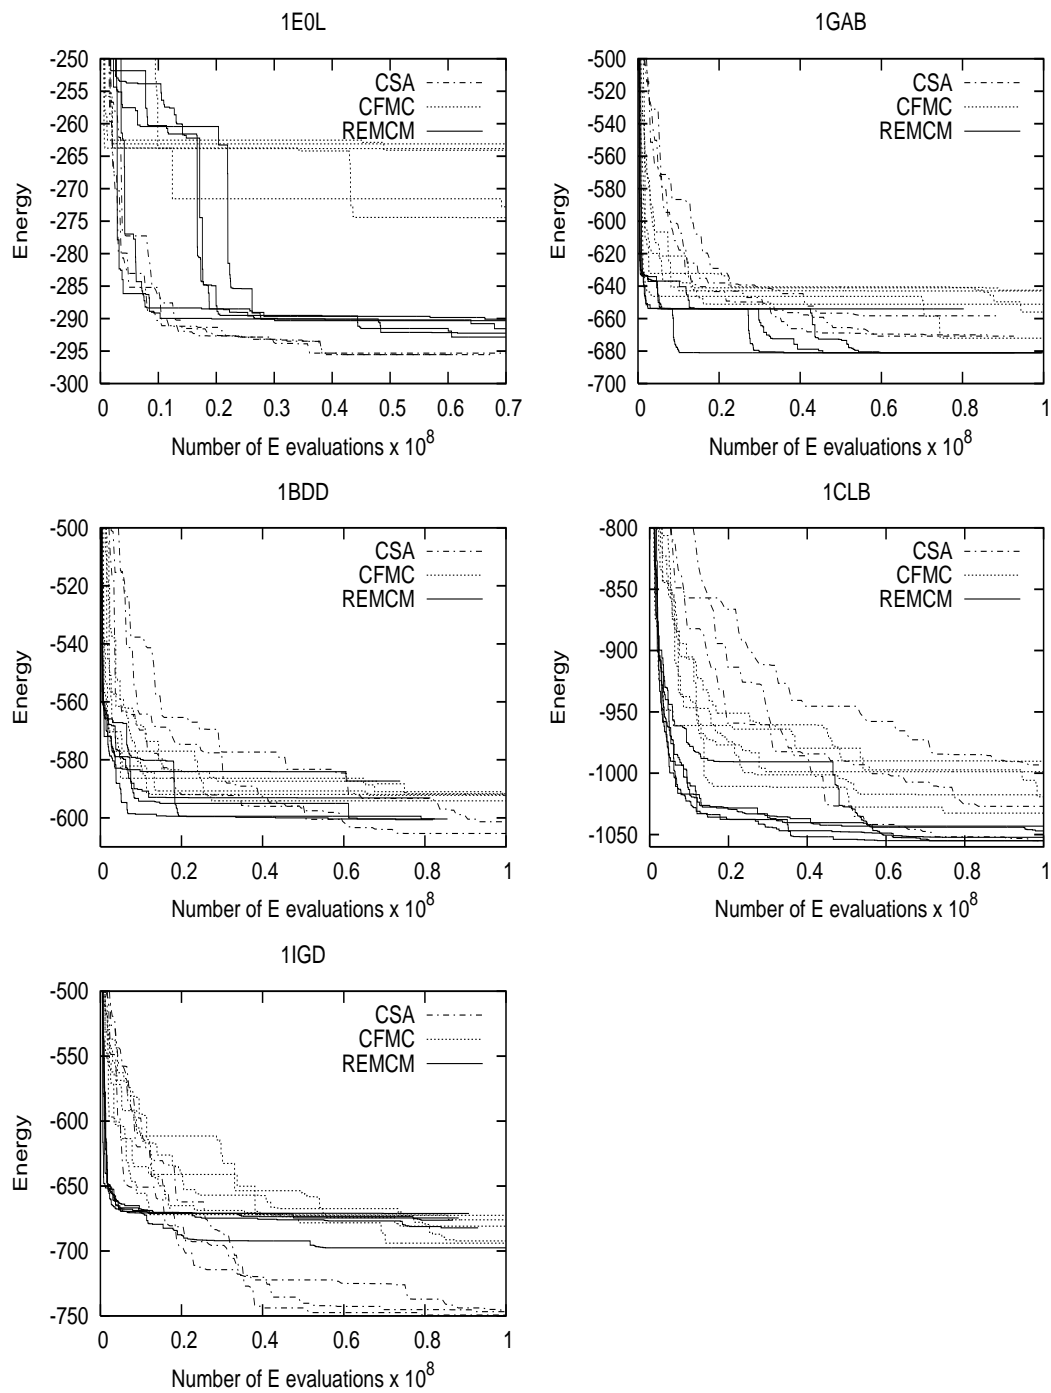 1E0L
-250
-255
-260
-265
-270
-275
-280
-285
-290
-295
-300
Energy
CSA
CFMC
REMCM
0 0.1 0.2 0.3 0.4 0.5 0.6 0.7
Number of E evaluations x 10^8
1GAB
-500
-520
-540
-560
-580
-600
-620
-640
-660
-680
-700
Energy
CSA
CFMC
REMCM
0 0.2 0.4 0.6 0.8 1
Number of E evaluations x 10^8
1BDD
-500
-520
-540
-560
-580
-600
Energy
CSA
CFMC
REMCM
0 0.2 0.4 0.6 0.8 1
Number of E evaluations x 10^8
1CLB
-800
-850
-900
-950
-1000
-1050
Energy
CSA
CFMC
REMCM
0 0.2 0.4 0.6 0.8 1
Number of E evaluations x 10^8
1IGD
-500
-550
-600
-650
-700
-750
Energy
CSA
CFMC
REMCM
0 0.2 0.4 0.6 0.8 1
Number of E evaluations x 10^8